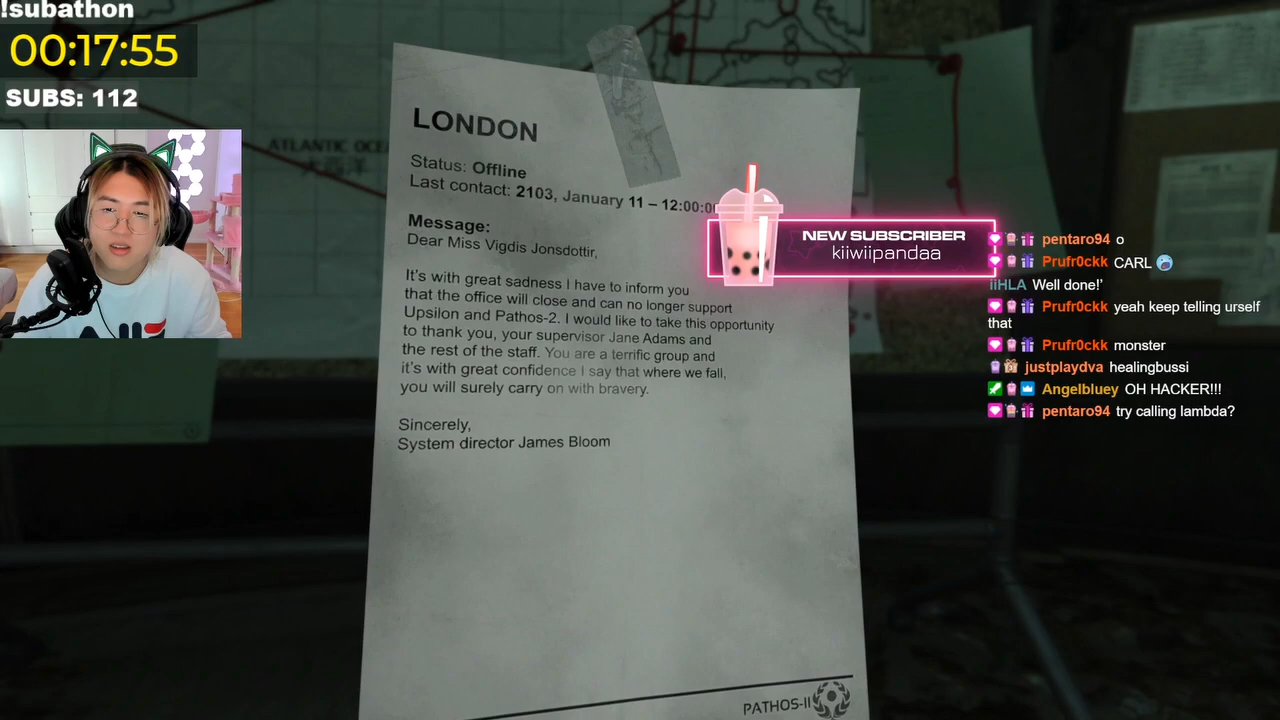 !subathon
00:17:55
SUBS: 112
ATLANTIC OCE
大西洋
LONDON
Status: Offline
Last contact: 2103, January 11 – 12:00:0
Message:
Dear Miss Vigdis Jonsdottir,
It's with great sadness I have to inform you
that the office will close and can no longer support
Upsilon and Pathos-2. I would like to take this opportunity
to thank you, your supervisor Jane Adams and
the rest of the staff. You are a terrific group and
it's with great confidence I say that where we fall,
you will surely carry on with bravery.
Sincerely,
System director James Bloom
PATHOS-II
NEW SUBSCRIBER
kiiwiipandaa
pentaro94 o
Prufr0ckk CARL
iiHLA Well done!'
Prufr0ckk yeah keep telling urself
that
Prufr0ckk monster
justplaydva healingbussi
Angelbluey OH HACKER!!!
pentaro94 try calling lambda?